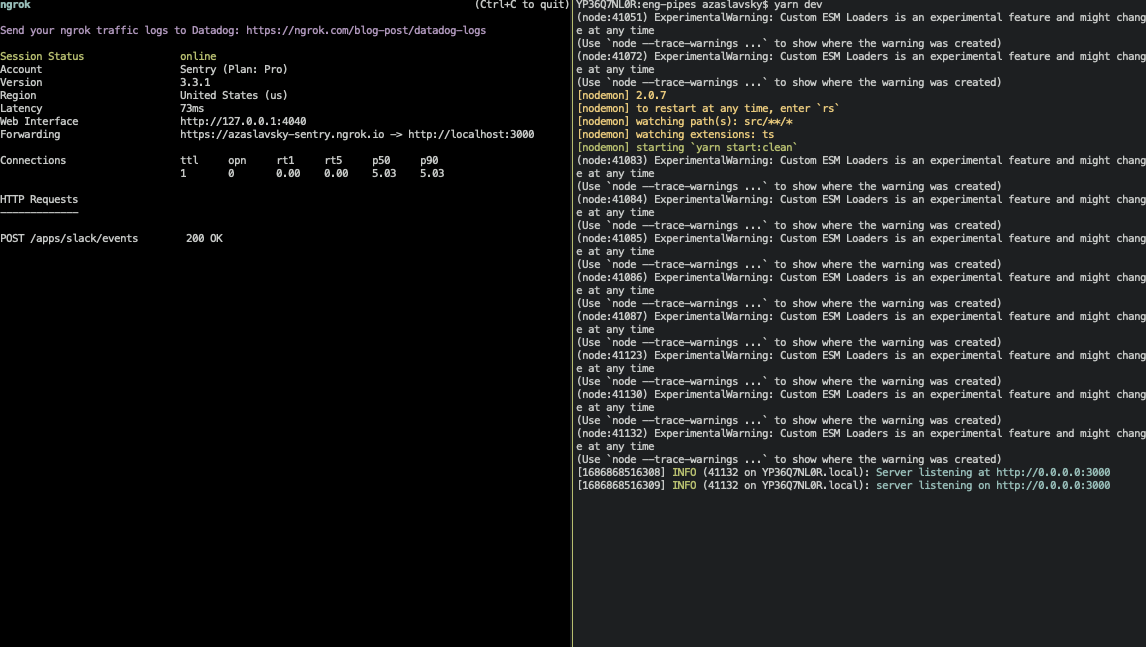 ngrok (Ctrl+C to quit)
Send your ngrok traffic logs to Datadog: https://ngrok.com/blog-post/datadog-logs
Session Status online
Account Sentry (Plan: Pro)
Version 3.3.1
Region United States (us)
Latency 73ms
Web Interface http://127.0.0.1:4040
Forwarding https://azaslavsky-sentry.ngrok.io -> http://localhost:3000
Connections ttl opn rt1 rt5 p50 p90
1 0 0.00 0.00 5.03 5.03
HTTP Requests
-------------
POST /apps/slack/events 200 OK
YP36Q7NL0R:eng-pipes azaslavsky$ yarn dev
(node:41051) ExperimentalWarning: Custom ESM Loaders is an experimental feature and might chang
e at any time
(Use `node --trace-warnings ...` to show where the warning was created)
(node:41072) ExperimentalWarning: Custom ESM Loaders is an experimental feature and might chang
e at any time
(Use `node --trace-warnings ...` to show where the warning was created)
[nodemon] 2.0.7
[nodemon] to restart at any time, enter `rs`
[nodemon] watching path(s): src/**/*
[nodemon] watching extensions: ts
[nodemon] starting `yarn start:clean`
(node:41083) ExperimentalWarning: Custom ESM Loaders is an experimental feature and might chang
e at any time
(Use `node --trace-warnings ...` to show where the warning was created)
(node:41084) ExperimentalWarning: Custom ESM Loaders is an experimental feature and might chang
e at any time
(Use `node --trace-warnings ...` to show where the warning was created)
(node:41085) ExperimentalWarning: Custom ESM Loaders is an experimental feature and might chang
e at any time
(Use `node --trace-warnings ...` to show where the warning was created)
(node:41086) ExperimentalWarning: Custom ESM Loaders is an experimental feature and might chang
e at any time
(Use `node --trace-warnings ...` to show where the warning was created)
(node:41087) ExperimentalWarning: Custom ESM Loaders is an experimental feature and might chang
e at any time
(Use `node --trace-warnings ...` to show where the warning was created)
(node:41123) ExperimentalWarning: Custom ESM Loaders is an experimental feature and might chang
e at any time
(Use `node --trace-warnings ...` to show where the warning was created)
(node:41130) ExperimentalWarning: Custom ESM Loaders is an experimental feature and might chang
e at any time
(Use `node --trace-warnings ...` to show where the warning was created)
(node:41132) ExperimentalWarning: Custom ESM Loaders is an experimental feature and might chang
e at any time
(Use `node --trace-warnings ...` to show where the warning was created)
[1686868516308] INFO (41132 on YP36Q7NL0R.local): Server listening at http://0.0.0.0:3000
[1686868516309] INFO (41132 on YP36Q7NL0R.local): server listening on http://0.0.0.0:3000